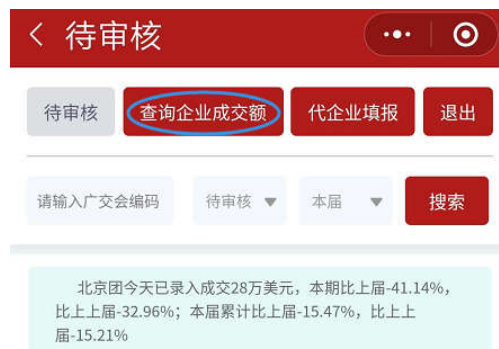 待审核
待审核 查询企业成交额 代企业填报 退出
请输入广交会编码 待审核 本届 搜索
北京团今天已录入成交28万美元，本期比上届-41.14%，
比上上届-32.96%；本届累计比上届-15.47%，比上上
届-15.21%